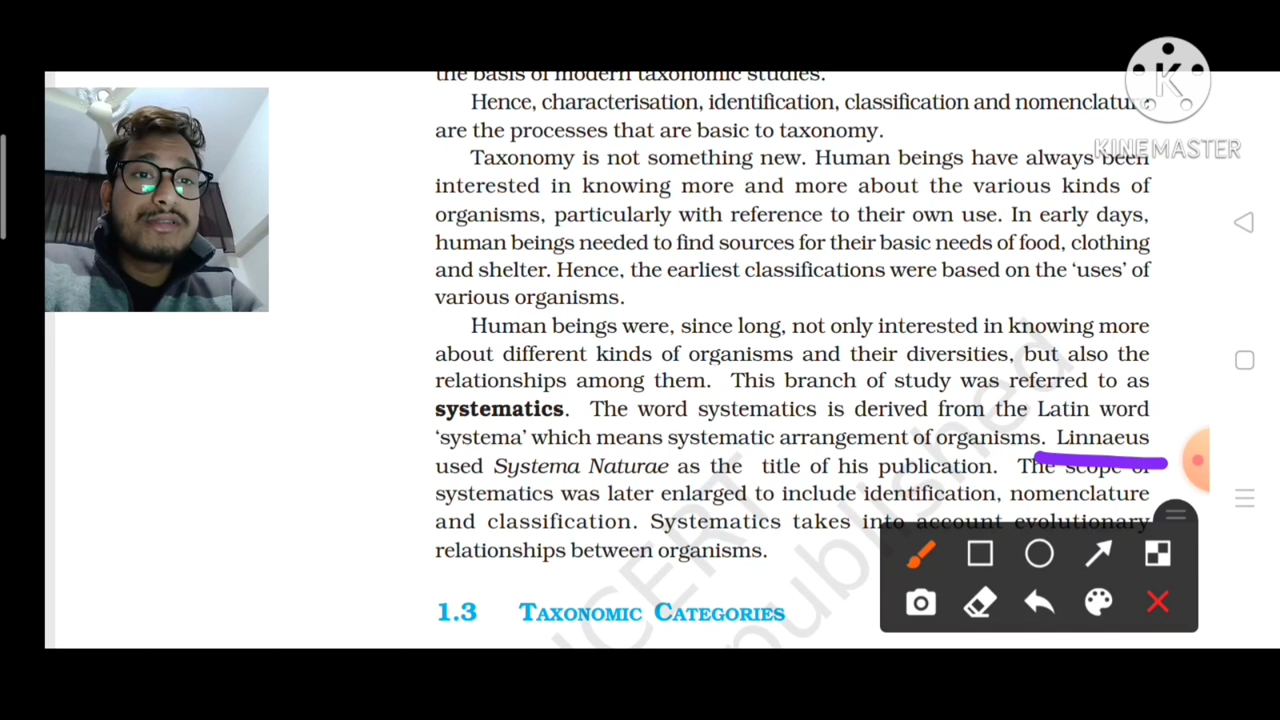 the basis of modern taxonomic studies.
Hence, characterisation, identification, classification and nomenclature
are the processes that are basic to taxonomy.
KINEMASTER
Taxonomy is not something new. Human beings have always been
interested in knowing more and more about the various kinds of
organisms, particularly with reference to their own use. In early days,
human beings needed to find sources for their basic needs of food, clothing
and shelter. Hence, the earliest classifications were based on the ‘uses’ of
various organisms.
Human beings were, since long, not only interested in knowing more
about different kinds of organisms and their diversities, but also the
relationships among them. This branch of study was referred to as
systematics. The word systematics is derived from the Latin word
‘systema’ which means systematic arrangement of organisms. Linnaeus
used Systema Naturae as the title of his publication. The scope of
systematics was later enlarged to include identification, nomenclature
and classification. Systematics takes into account evolutionary
relationships between organisms.
1.3 TAXONOMIC CATEGORIES
NCERT
published
K